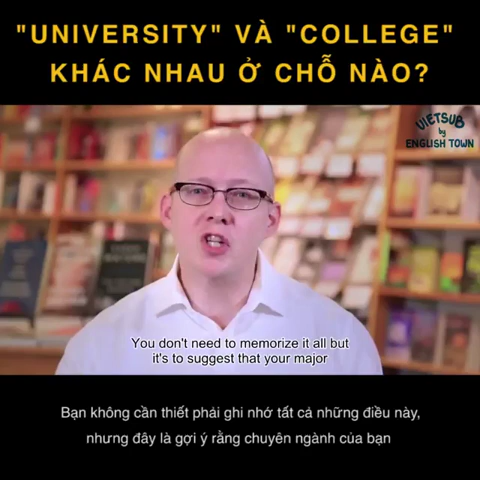 "UNIVERSITY" VÀ "COLLEGE"
KHÁC NHAU Ở CHỖ NÀO?
VIETSUB
by
ENGLISH TOWN
You don't need to memorize it all but
it's to suggest that your major
Bạn không cần thiết phải ghi nhớ tất cả những điều này,
nhưng đây là gợi ý rằng chuyên ngành của bạn